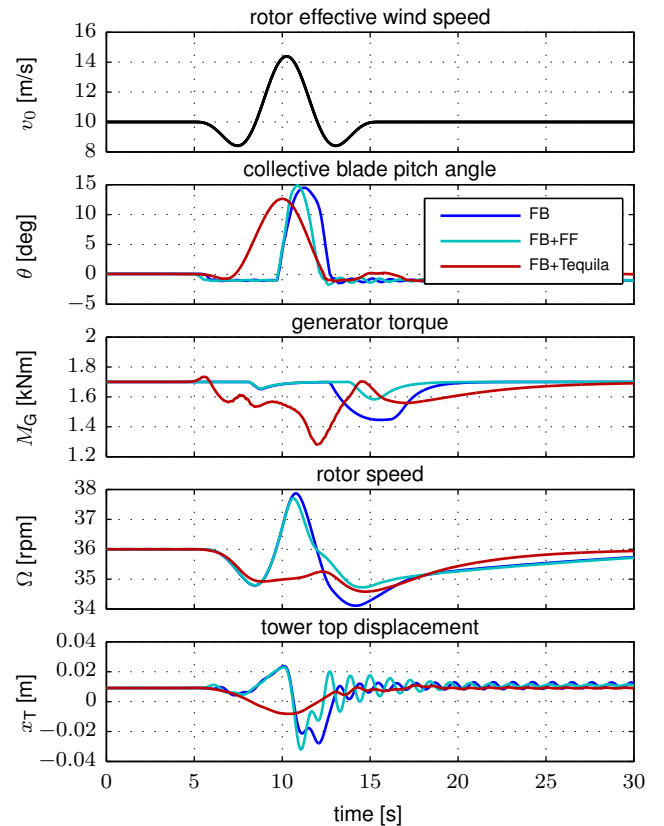 rotor effective wind speed
v₀ [m/s]
16
14
12
10
8
collective blade pitch angle
θ [deg]
15
10
5
0
−5
FB
FB+FF
FB+Tequila
generator torque
M_G [kNm]
2
1.8
1.6
1.4
1.2
rotor speed
Ω [rpm]
38
37
36
35
34
tower top displacement
x_T [m]
0.04
0.02
0
−0.02
−0.04
0 5 10 15 20 25 30
time [s]